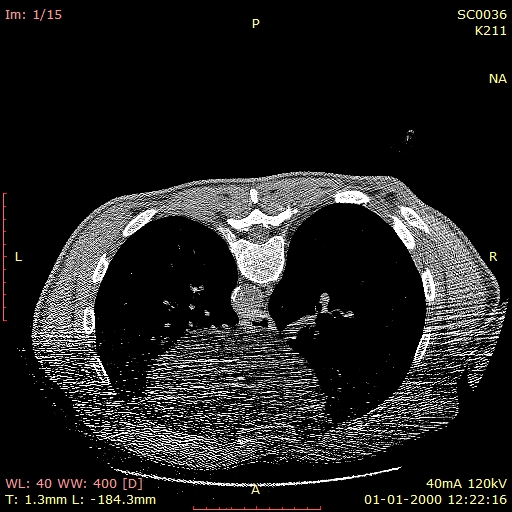 Im: 1/15
SC0036
K211
P
NA
L
R
WL: 40 WW: 400 [D]
T: 1.3mm L: -184.3mm
A
40mA 120kV
01-01-2000 12:22:16